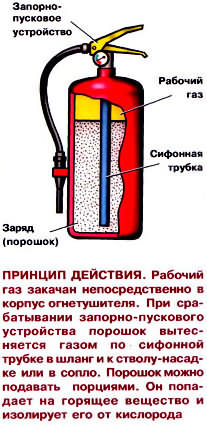 Запорно-
пусковое
устройство
Рабочий
газ
Сифонная
трубка
Заряд
(порошок)
ПРИНЦИП ДЕЙСТВИЯ. Рабочий
газ закачан непосредственно в
корпус огнетушителя. При сра-
батывании запорно-пускового
устройства порошок вытес-
няется газом по сифонной
трубке в шланг и к стволу-насад-
ке или в сопло. Порошок можно
подавать порциями. Он попа-
дает на горящее вещество и
изолирует его от кислорода